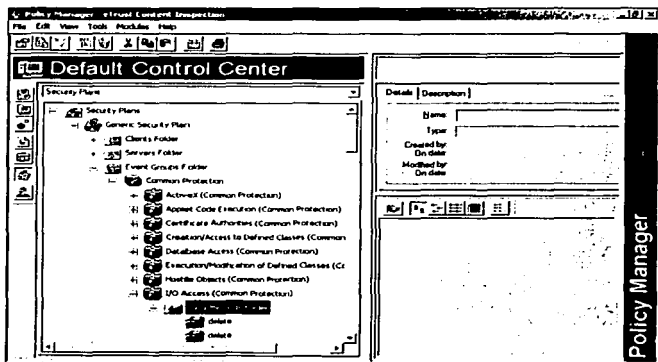 Policy Manager - eTrust Content Inspection
File Edit View Tools Modules Help
Default Control Center
Security Plans
Security Plans
Generic Security Plan
Clients Folder
Servers Folder
Event Groups Folder
Common Protection
ActiveX (Common Protection)
Applet Code Execution (Common Protection)
Certificate Authorities (Common Protection)
Creation/Access to Defined Classes (Common
DataBase Access (Common Protection)
Execution/Modification of Defined Classes (Cc
Hostile Objects (Common Protection)
I/O Access (Common Protection)
delete
delete
Details Description
Name
Type
Created by
On date
Modified by
On date
Policy Manager